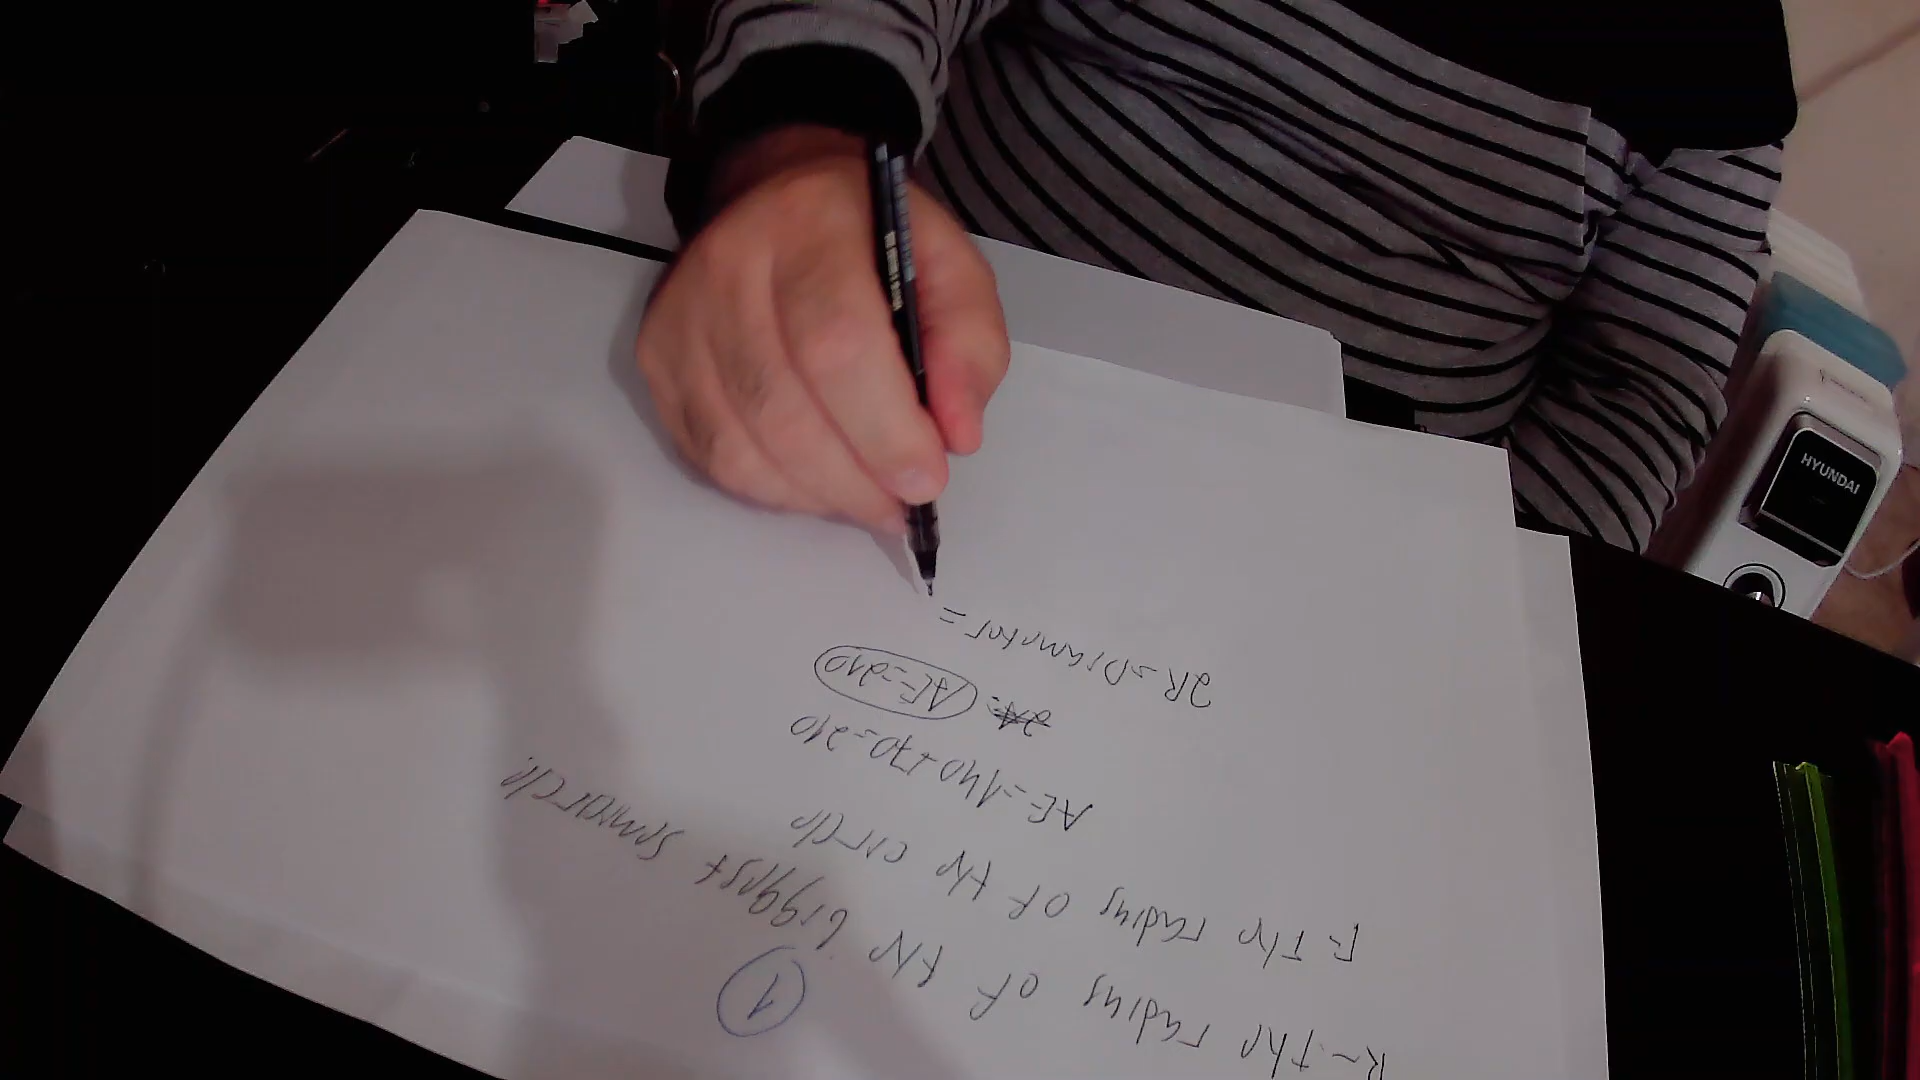 1
R-The radius of the biggest semicircle.
r-The radius of the circle
AE=140+70=210
AE=210
2R=Diameter=
HYUNDAI